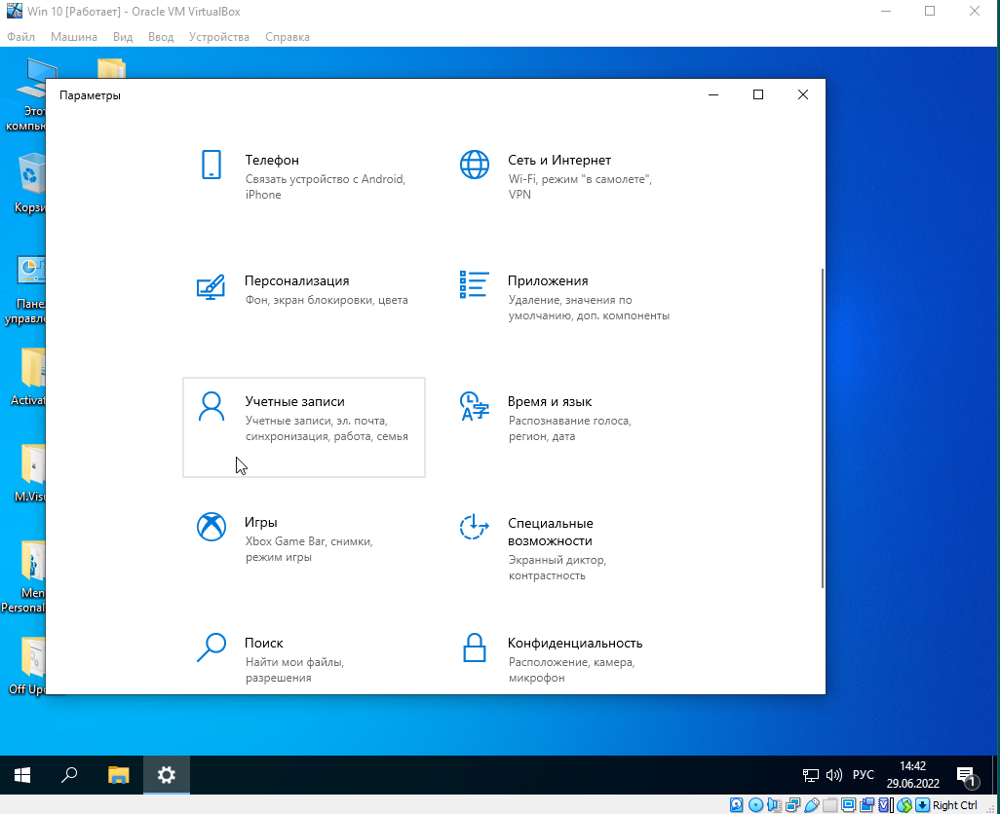 Win 10 [Работает] - Oracle VM VirtualBox
Файл Машина Вид Ввод Устройства Справка
Параметры
Телефон
Связать устройство с Android,
iPhone
Сеть и Интернет
Wi-Fi, режим "в самолете",
VPN
Персонализация
Фон, экран блокировки, цвета
Приложения
Удаление, значения по
умолчанию, доп. компоненты
Учетные записи
Учетные записи, эл. почта,
синхронизация, работа, семья
Время и язык
Распознавание голоса,
регион, дата
Игры
Xbox Game Bar, снимки,
режим игры
Специальные
возможности
Экранный диктор,
контрастность
Поиск
Найти мои файлы,
разрешения
Конфиденциальность
Расположение, камера,
микрофон
Этот
компь
Корзи
Пане
управле
Activat
M.Visu
Men
Personal
Off Upd
РУС
14:42
29.06.2022
1
Right Ctrl